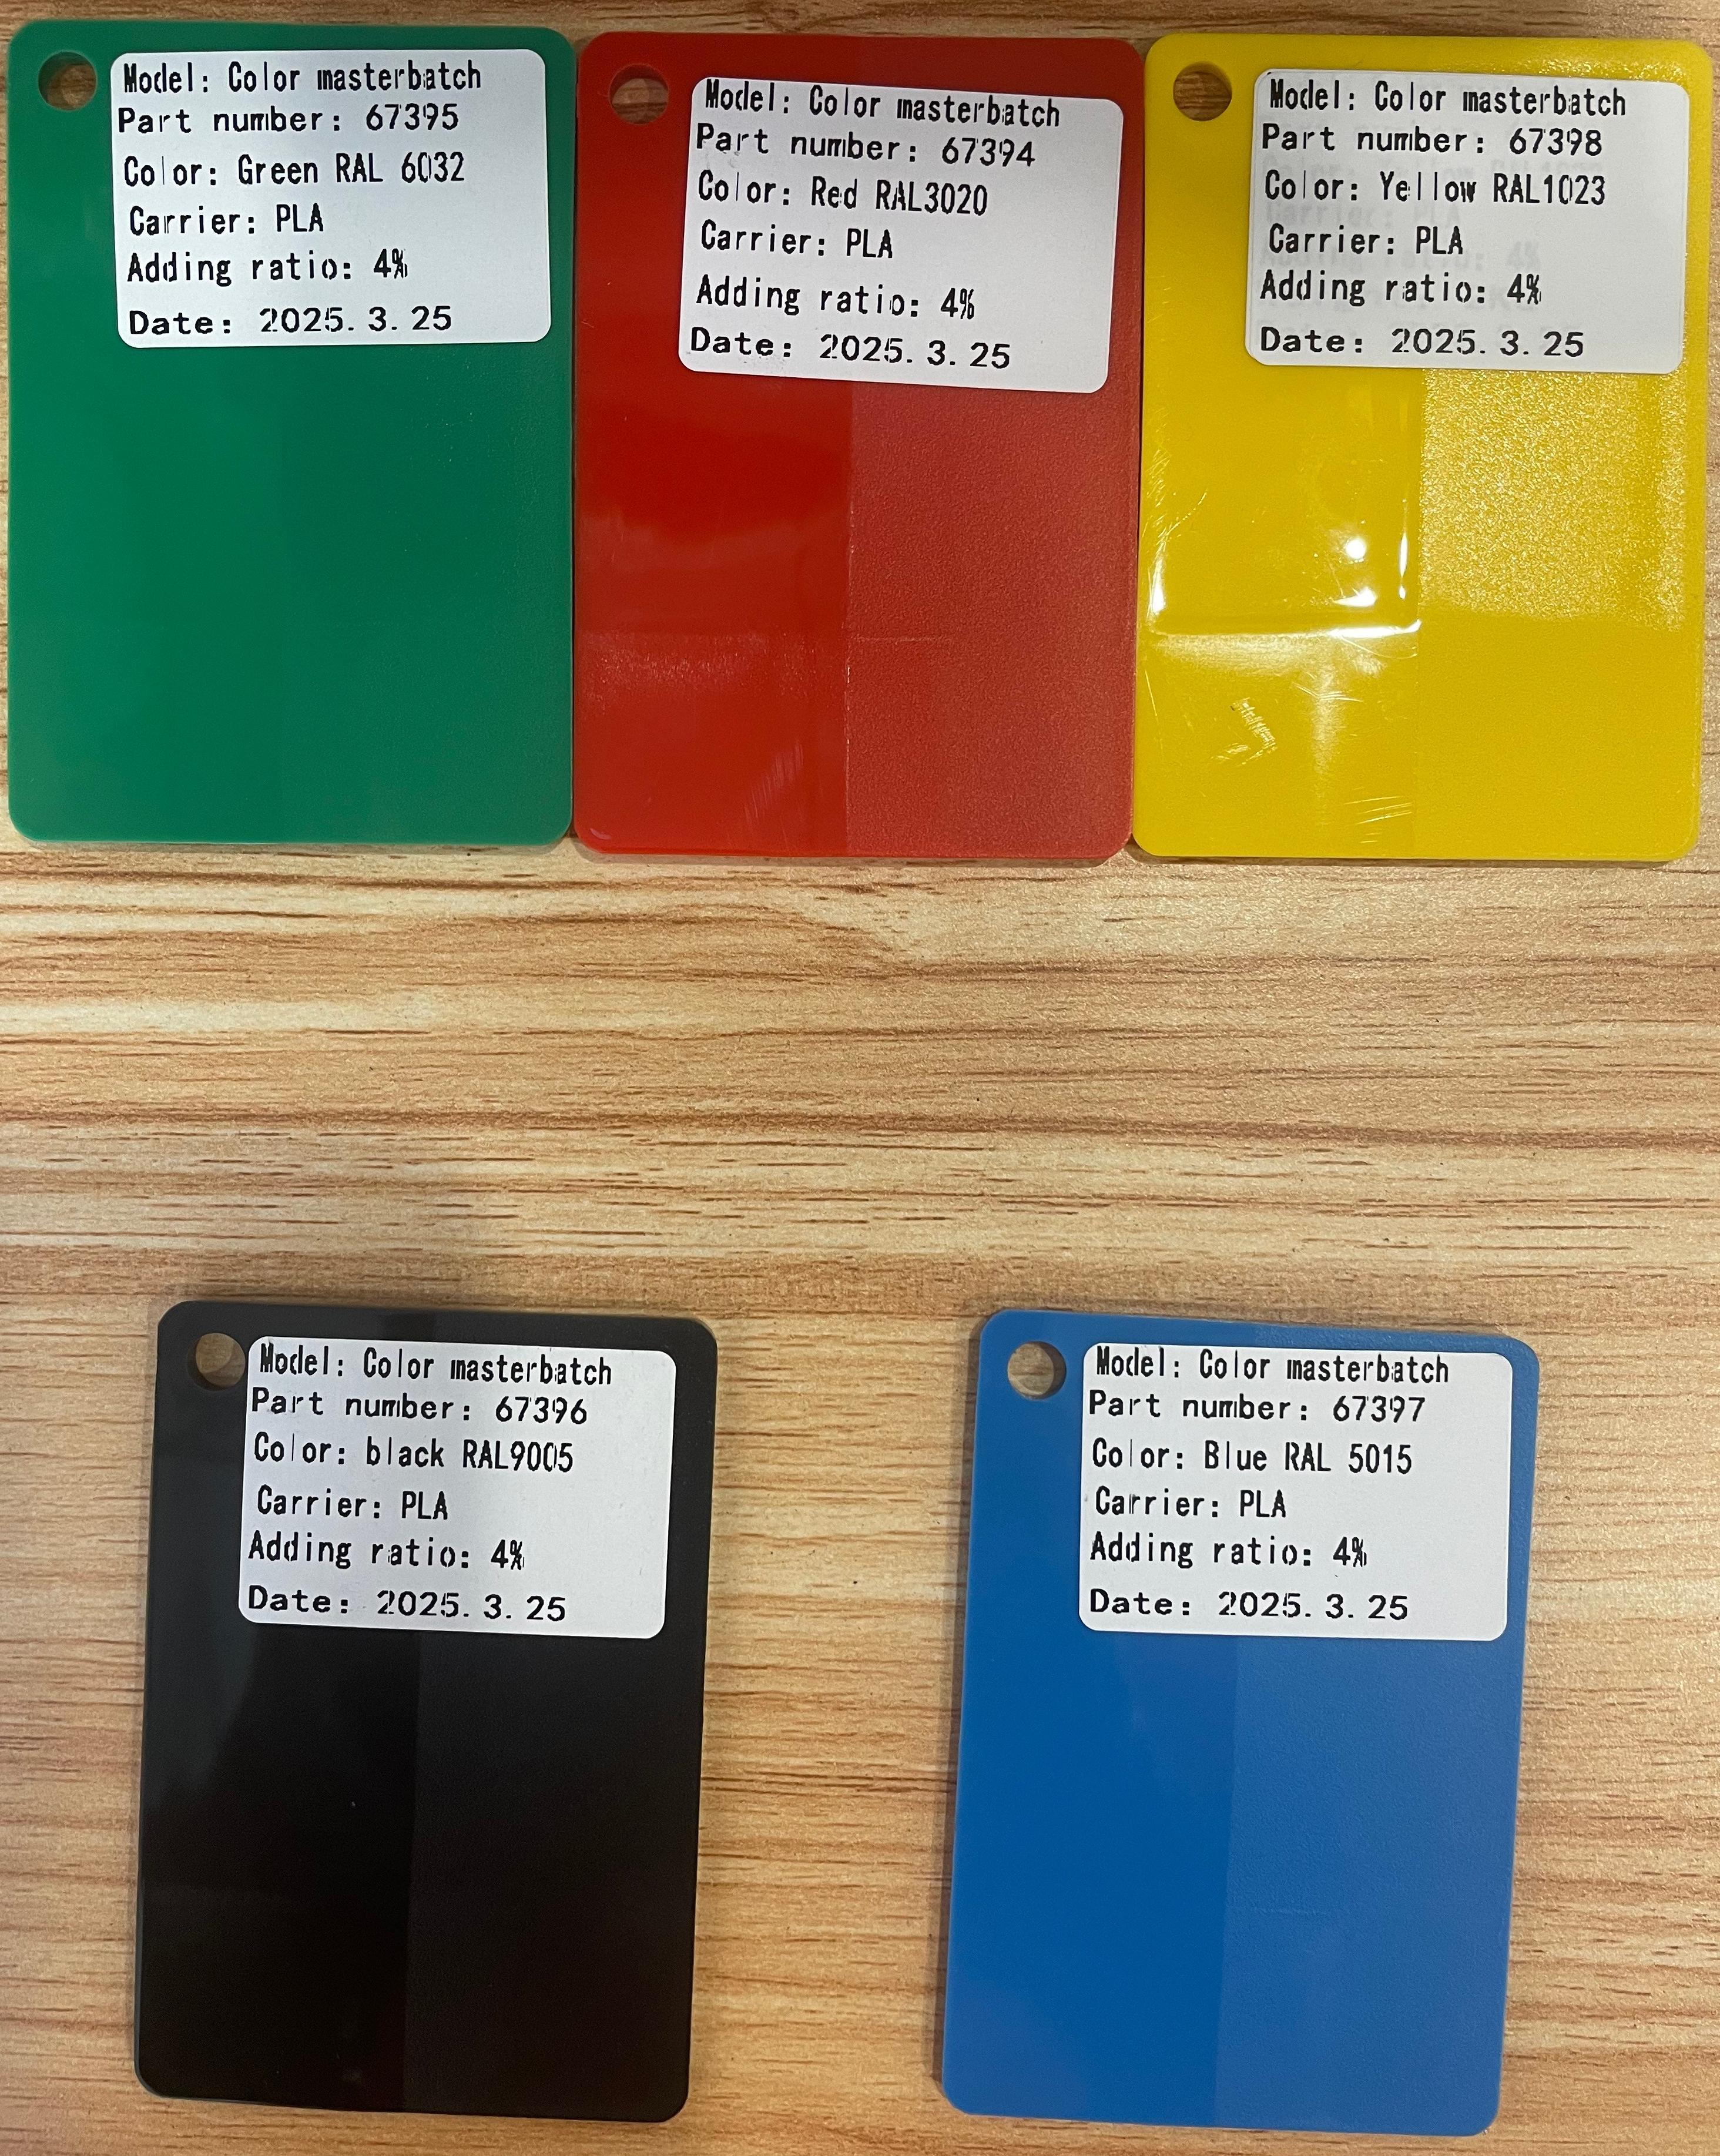 Model: Color masterbatch
Part number: 67395
Color: Green RAL 6032
Carrier: PLA
Adding ratio: 4%
Date: 2025. 3. 25
Model: Color masterbatch
Part number: 67394
Color: Red RAL3020
Carrier: PLA
Adding ratio: 4%
Date: 2025. 3. 25
Model: Color masterbatch
Part number: 67398
Color: Yellow RAL1023
Carrier: PLA
Adding ratio: 4%
Date: 2025. 3. 25
Model: Color masterbatch
Part number: 67396
Color: black RAL9005
Carrier: PLA
Adding ratio: 4%
Date: 2025. 3. 25
Model: Color masterbatch
Part number: 67397
Color: Blue RAL 5015
Carrier: PLA
Adding ratio: 4%
Date: 2025. 3. 25